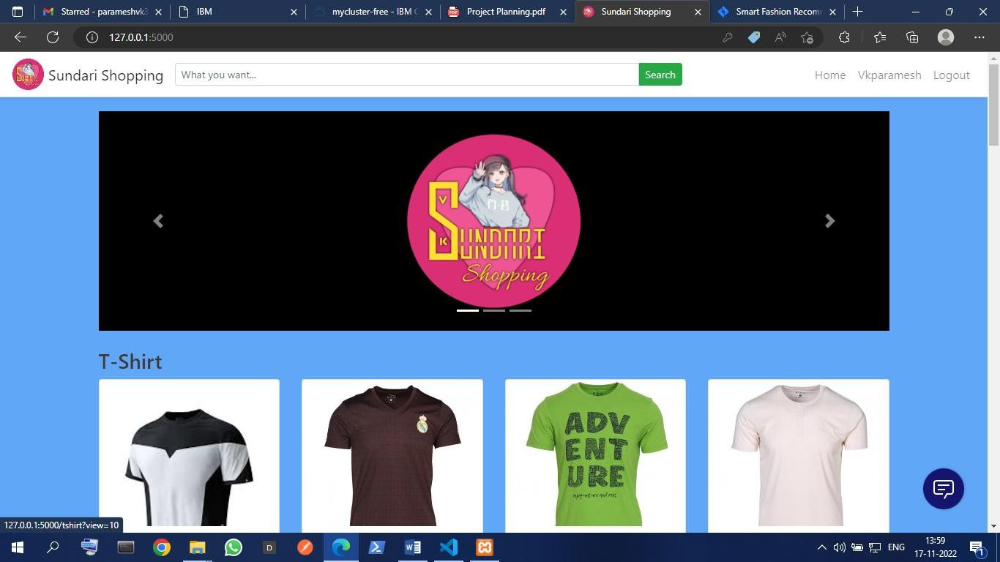 Starred - parameshvk3
IBM
mycluster-free - IBM C
Project Planning.pdf
Sundari Shopping
Smart Fashion Recomm
127.0.0.1:5000
Sundari Shopping
What you want...
Search
Home
Vkparamesh
Logout
V
SUNDARI
K
Shopping
T-Shirt
ADV
ENT
URE
127.0.0.1:5000/tshirt?view=10
D
ENG
13:59
17-11-2022
1